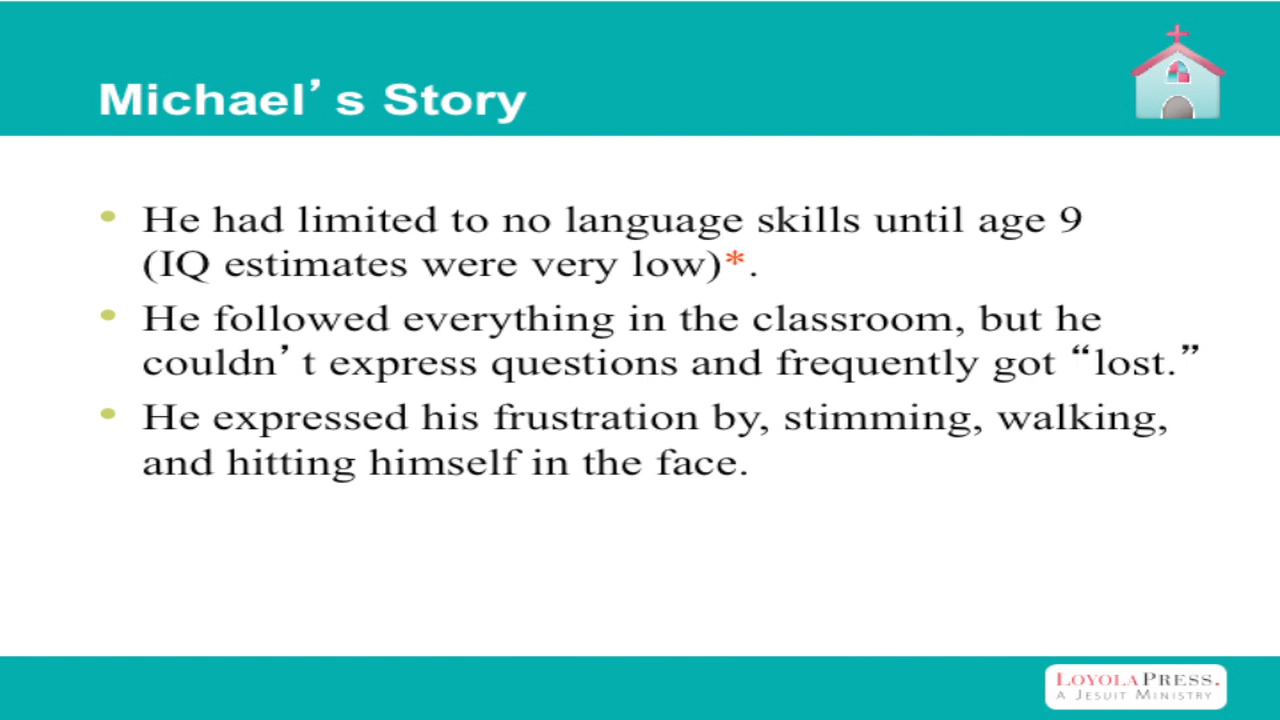 Michael’s Story
• He had limited to no language skills until age 9
(IQ estimates were very low)*.
• He followed everything in the classroom, but he
couldn’t express questions and frequently got “lost.”
• He expressed his frustration by, stimming, walking,
and hitting himself in the face.
LOYOLAPRESS.
A JESUIT MINISTRY